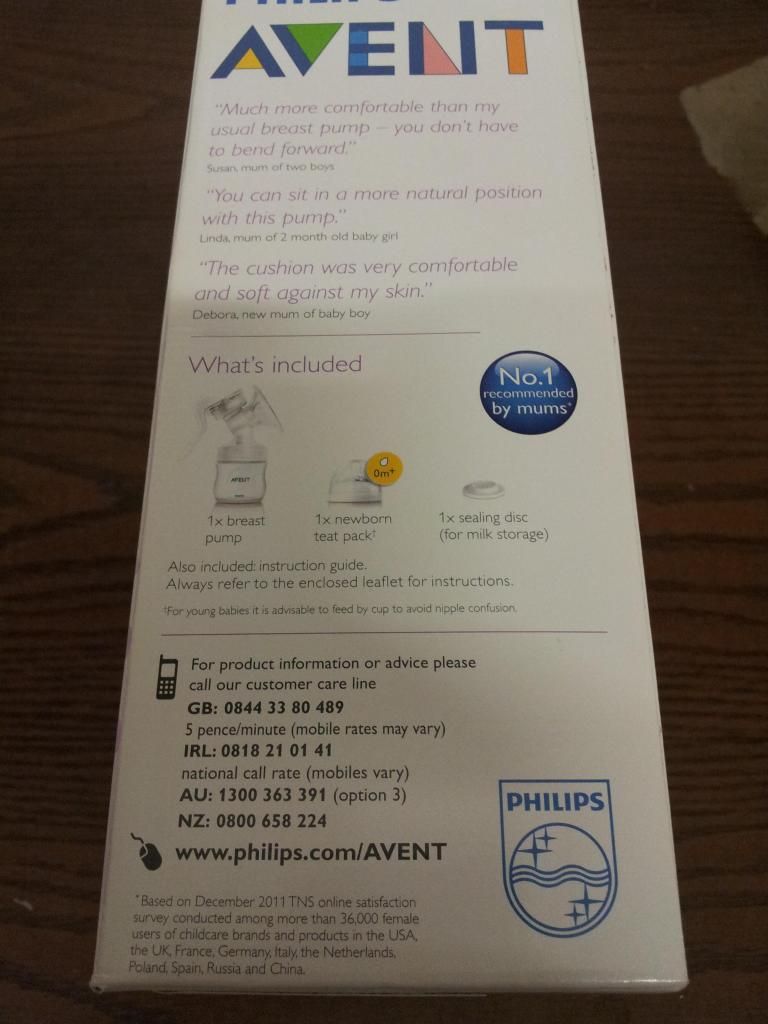 PHILIPS
AVENT
"Much more comfortable than my
usual breast pump – you don't have
to bend forward."
Susan, mum of two boys
"You can sit in a more natural position
with this pump."
Linda, mum of 2 month old baby girl
"The cushion was very comfortable
and soft against my skin."
Debora, new mum of baby boy
What's included
No.1
recommended
by mums*
0m+
AVENT
1x breast
pump
1x newborn
teat pack†
1x sealing disc
(for milk storage)
Also included: instruction guide.
Always refer to the enclosed leaflet for instructions.
†For young babies it is advisable to feed by cup to avoid nipple confusion.
For product information or advice please
call our customer care line
GB: 0844 33 80 489
5 pence/minute (mobile rates may vary)
IRL: 0818 21 01 41
national call rate (mobiles vary)
AU: 1300 363 391 (option 3)
NZ: 0800 658 224
www.philips.com/AVENT
PHILIPS
*Based on December 2011 TNS online satisfaction
survey conducted among more than 36,000 female
users of childcare brands and products in the USA,
the UK, France, Germany, Italy, the Netherlands,
Poland, Spain, Russia and China.